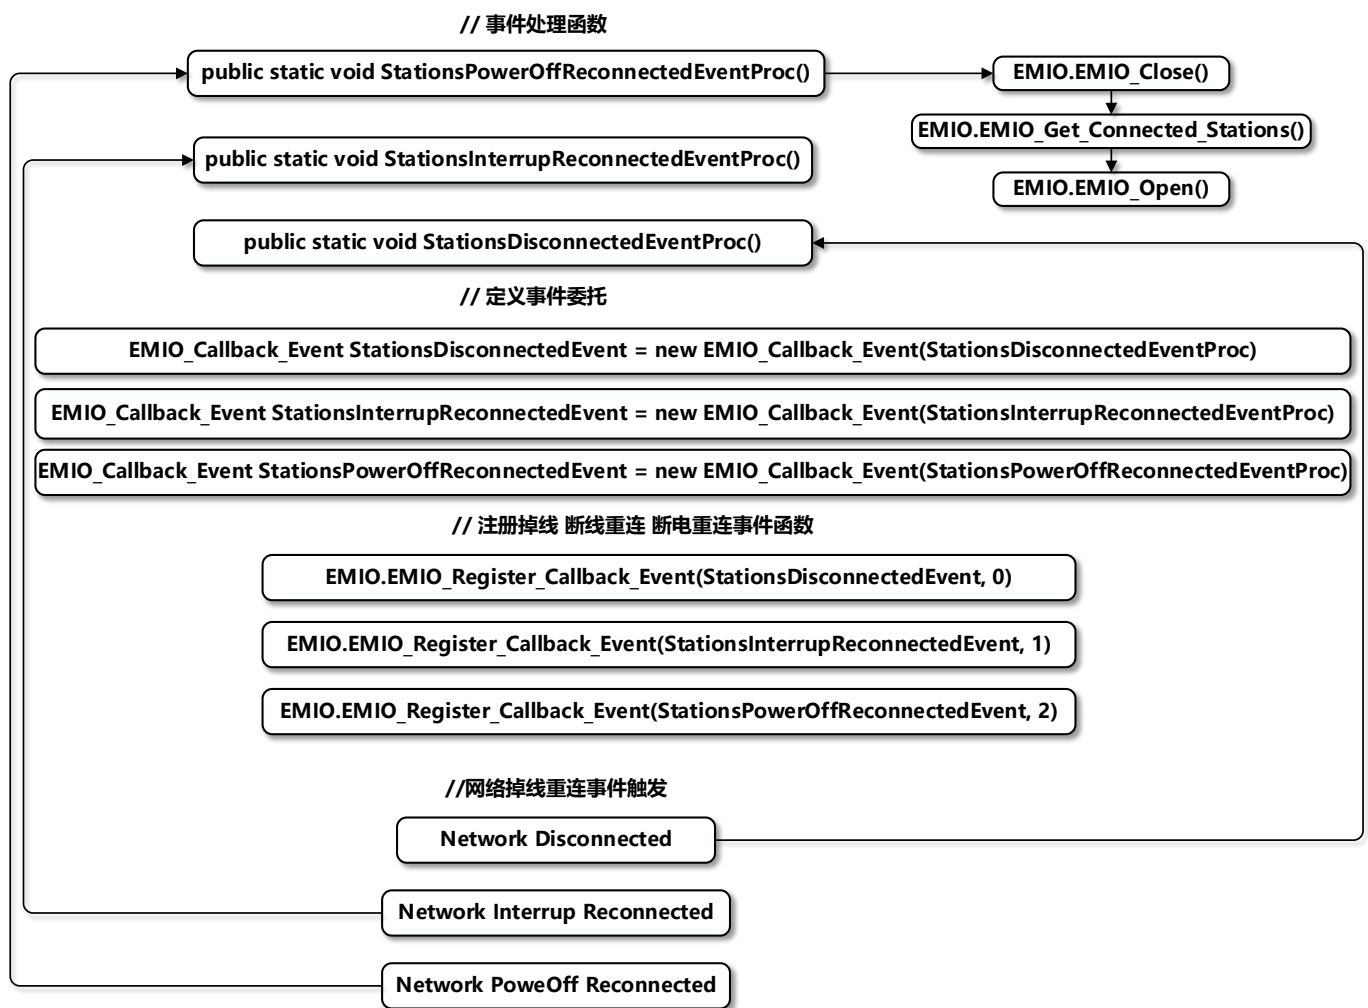 // 事件处理函数
public static void StationsPowerOffReconnectedEventProc()
EMIO.EMIO_Close()
EMIO.EMIO_Get_Connected_Stations()
public static void StationsInterrupReconnectedEventProc()
EMIO.EMIO_Open()
public static void StationsDisconnectedEventProc()
// 定义事件委托
EMIO_Callback_Event StationsDisconnectedEvent = new EMIO_Callback_Event(StationsDisconnectedEventProc)
EMIO_Callback_Event StationsInterrupReconnectedEvent = new EMIO_Callback_Event(StationsInterrupReconnectedEventProc)
EMIO_Callback_Event StationsPowerOffReconnectedEvent = new EMIO_Callback_Event(StationsPowerOffReconnectedEventProc)
// 注册掉线 断线重连 断电重连事件函数
EMIO.EMIO_Register_Callback_Event(StationsDisconnectedEvent, 0)
EMIO.EMIO_Register_Callback_Event(StationsInterrupReconnectedEvent, 1)
EMIO.EMIO_Register_Callback_Event(StationsPowerOffReconnectedEvent, 2)
//网络掉线重连事件触发
Network Disconnected
Network Interrup Reconnected
Network PoweOff Reconnected